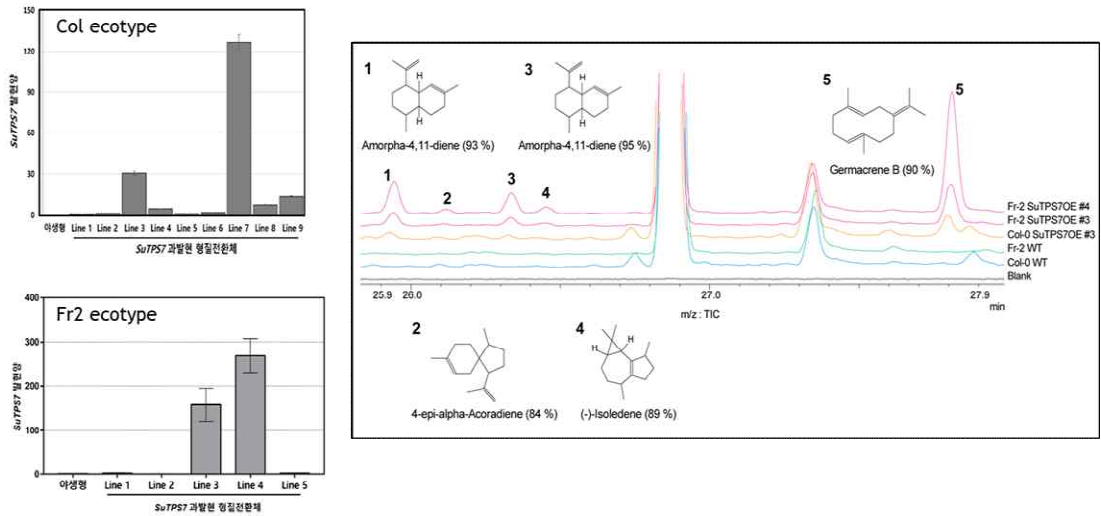 Col ecotype
SuTPS7 발현양
150
120
90
60
30
0
야생형 Line 1 Line 2 Line 3 Line 4 Line 5 Line 6 Line 7 Line 8 Line 9
SuTPS7 과발현 형질전환체
Fr2 ecotype
SuTPS7 발현양
400
300
200
100
0
야생형 Line 1 Line 2 Line 3 Line 4 Line 5
SuTPS7 과발현 형질전환체
1
H
H
Amorpha-4,11-diene (93 %)
3
H
H
Amorpha-4,11-diene (95 %)
5
Germacrene B (90 %)
1
2
3
4
5
Fr-2 SuTPS7OE #4
Fr-2 SuTPS7OE #3
Col-0 SuTPS7OE #3
Fr-2 WT
Col-0 WT
Blank
25.9 26.0 27.0 27.9
min
m/z : TIC
2
4-epi-alpha-Acoradiene (84 %)
4
H
H
(-)-Isoledene (89 %)